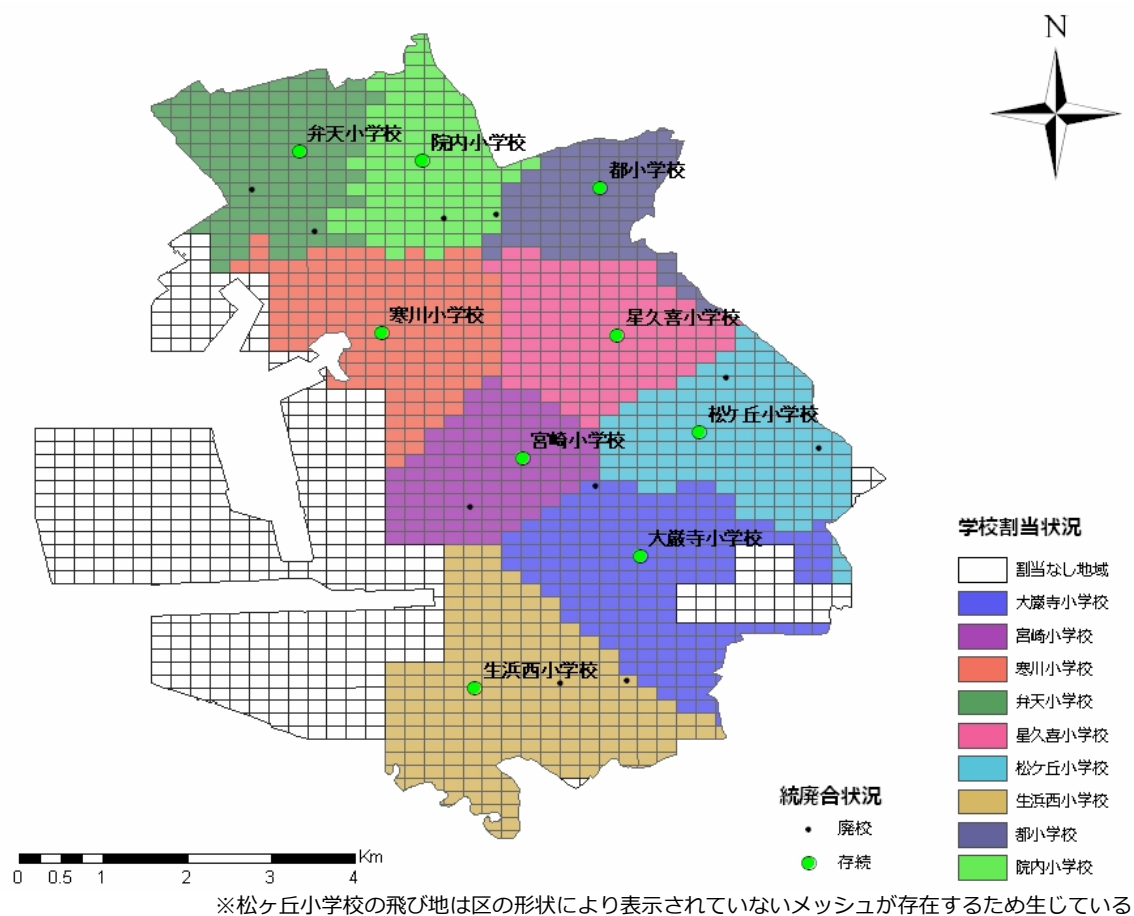 N
弁天小学校
院内小学校
都小学校
寒川小学校
星久喜小学校
松ケ丘小学校
宮崎小学校
大巌寺小学校
生浜西小学校
学校割当状況
割当なし地域
大巌寺小学校
宮崎小学校
寒川小学校
弁天小学校
星久喜小学校
松ケ丘小学校
生浜西小学校
都小学校
院内小学校
統廃合状況
廃校
存続
Km
0 0.5 1 2 3 4
※松ヶ丘小学校の飛び地は区の形状により表示されていないメッシュが存在するため生じている